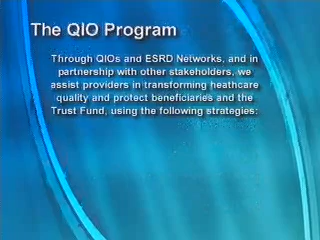 The QIO Program
Through QIOs and ESRD Networks, and in
partnership with other stakeholders, we
assist providers in transforming heathcare
quality and protect beneficiaries and the
Trust Fund, using the following strategies: